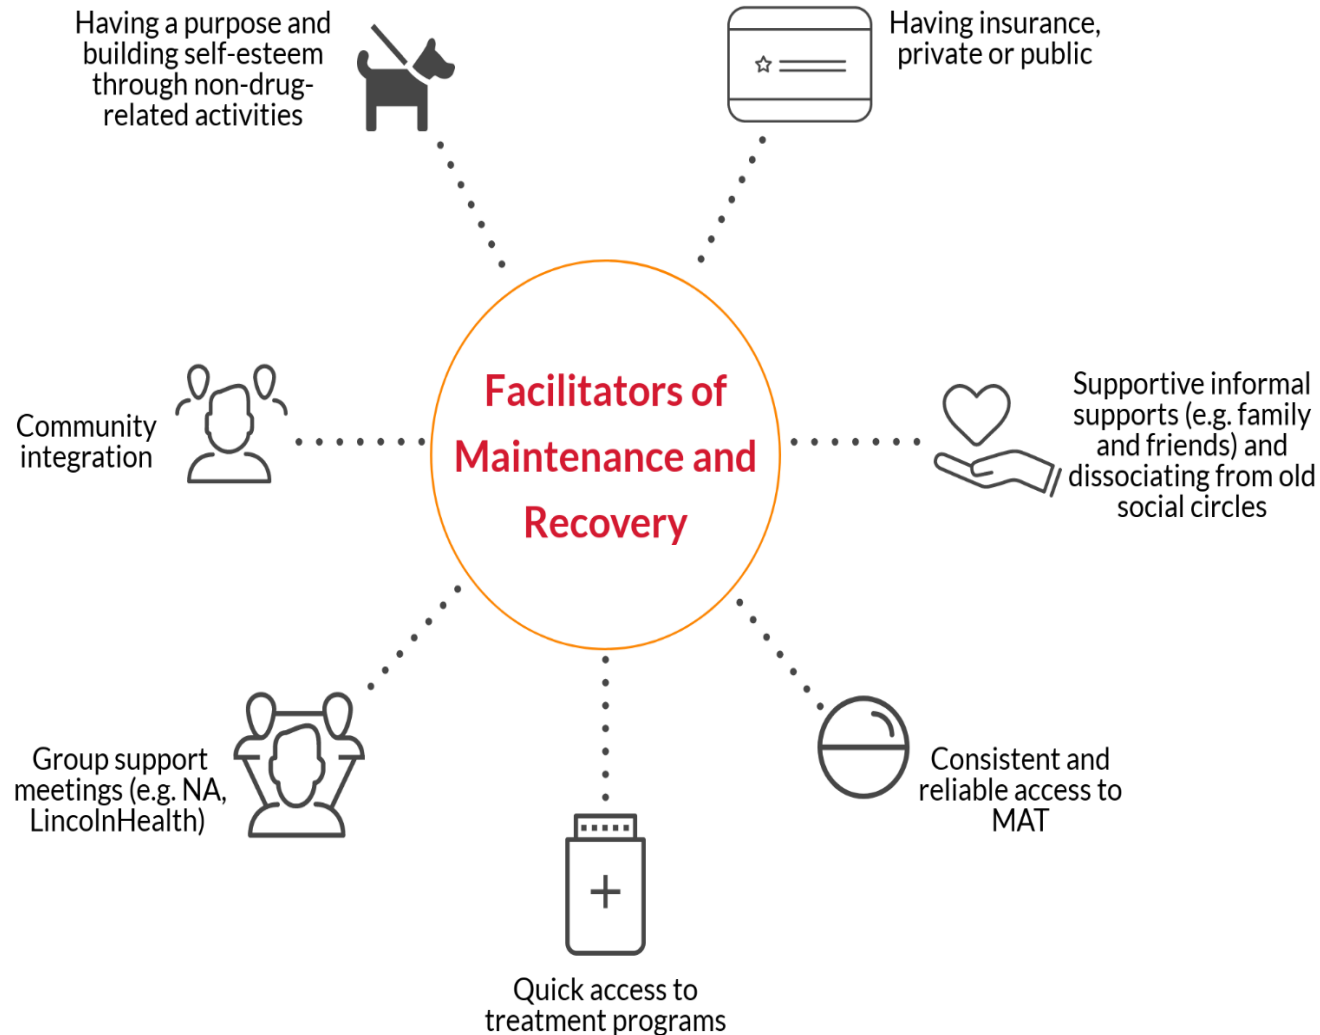 Having a purpose and
building self-esteem
through non-drug-
related activities
Having insurance,
private or public
Facilitators of
Maintenance and
Recovery
Community
integration
Supportive informal
supports (e.g. family
and friends) and
dissociating from old
social circles
Group support
meetings (e.g. NA,
LincolnHealth)
Consistent and
reliable access to
MAT
Quick access to
treatment programs